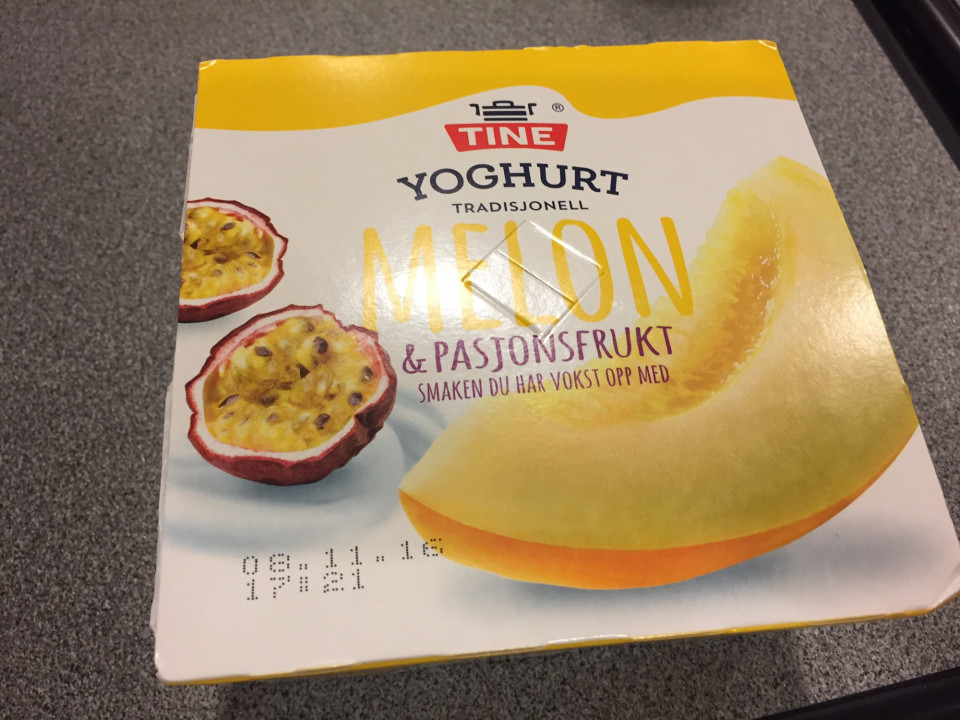 ®
TINE
YOGHURT
TRADISJONELL
MELON
& PASJONSFRUKT
SMAKEN DU HAR VOKST OPP MED
08.11.16
17:21